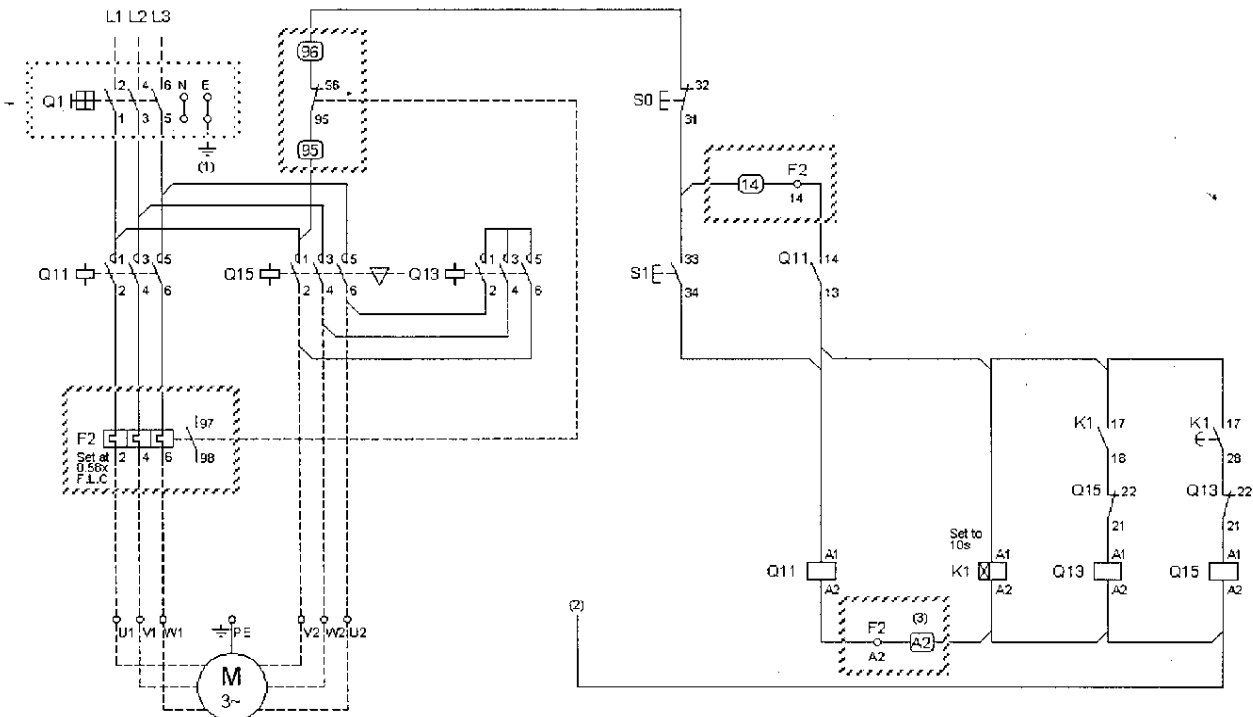 L1 L2 L3
96
56
95
95
Q1
2 4 6 N E
1 3 5
(1)
S0
32
31
14
F2
14
Q11
1 3 5
2 4 6
Q15
1 3 5
2 4 6
Q13
1 3 5
2 4 6
S1
33
34
Q11
14
13
F2
Set at
0.58x
F.L.C
2 4 6
97
98
K1
17
18
K1
17
28
Q15
22
21
Q13
22
21
Set to
10s
Q11
A1
A2
K1
A1
A2
Q13
A1
A2
Q15
A1
A2
(2)
F2
A2
(3)
A2
U1 V1 W1
PE
V2 W2 U2
M
3~